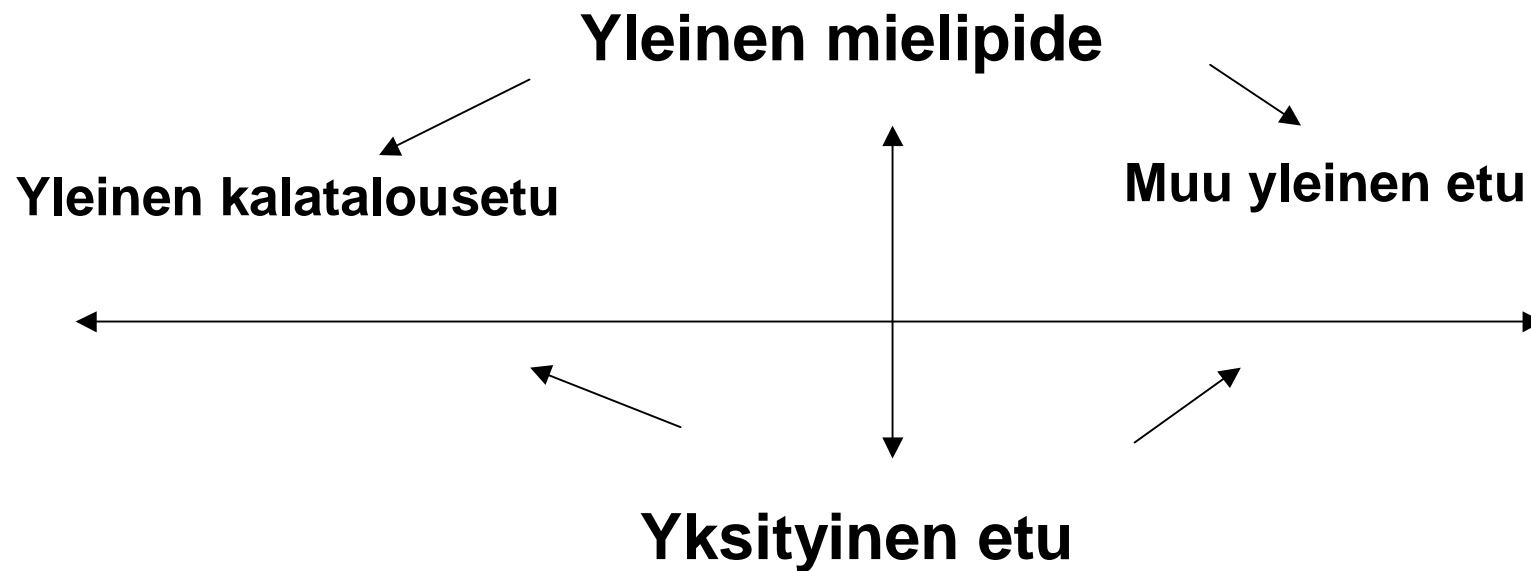 Yleinen mielipide
Yleinen kalatalousetu
Muu yleinen etu
Yksityinen etu